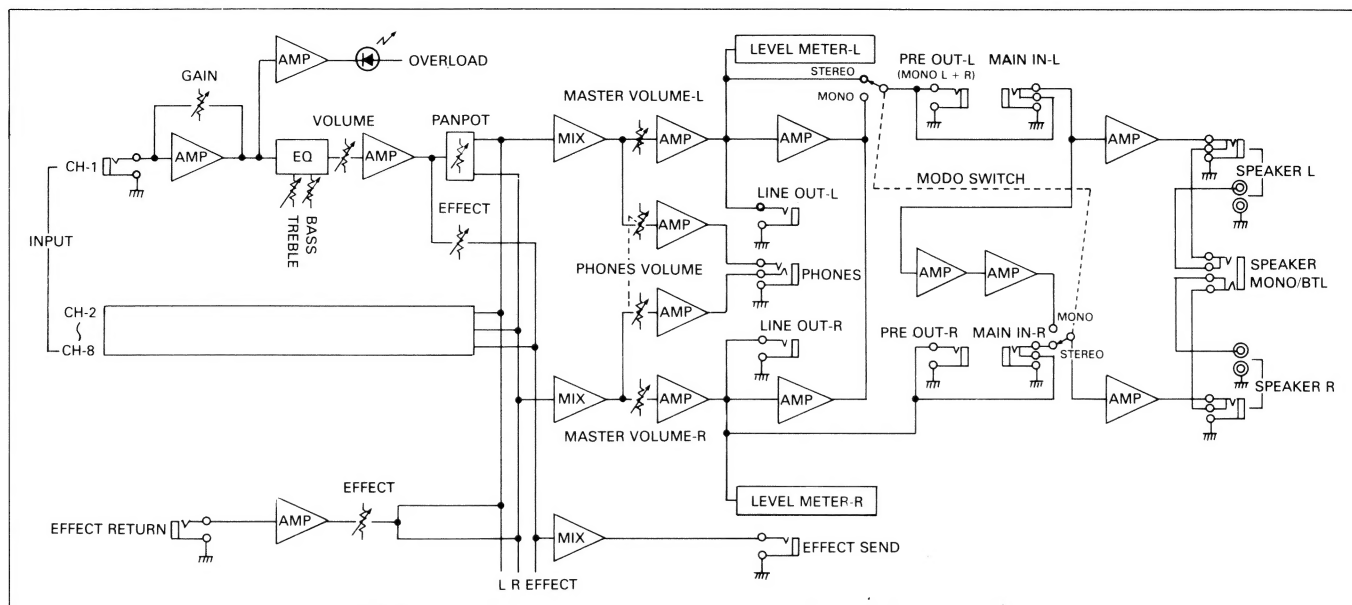 LEVEL METER-L
PRE OUT-L
(MONO L + R)
MAIN IN-L
AMP
OVERLOAD
STEREO
GAIN
MASTER VOLUME-L
MONO
VOLUME
PANPOT
AMP
EQ
AMP
MIX
AMP
AMP
AMP
CH-1
SPEAKER L
MODO SWITCH
LINE OUT-L
EFFECT
BASS
TREBLE
INPUT
AMP
PHONES VOLUME
PHONES
AMP
AMP
SPEAKER
MONO/BTL
CH-2
CH-8
AMP
MONO
LINE OUT-R
PRE OUT-R
MAIN IN-R
STEREO
SPEAKER R
MIX
AMP
AMP
AMP
MASTER VOLUME-R
EFFECT
LEVEL METER-R
EFFECT RETURN
AMP
MIX
EFFECT SEND
L R EFFECT